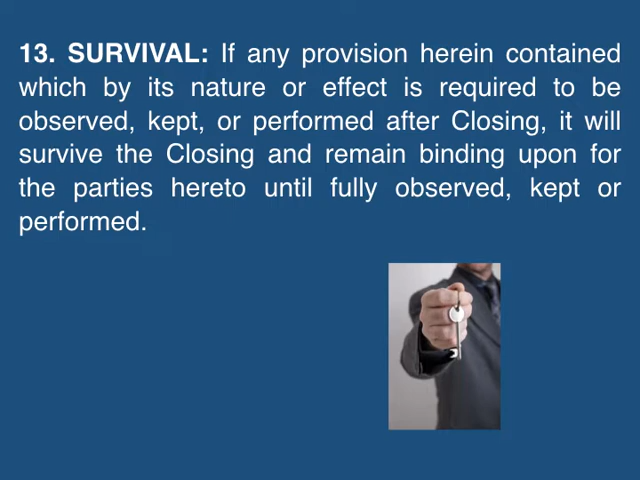 13. SURVIVAL: If any provision herein contained
which by its nature or effect is required to be
observed, kept, or performed after Closing, it will
survive the Closing and remain binding upon for
the parties hereto until fully observed, kept or
performed.